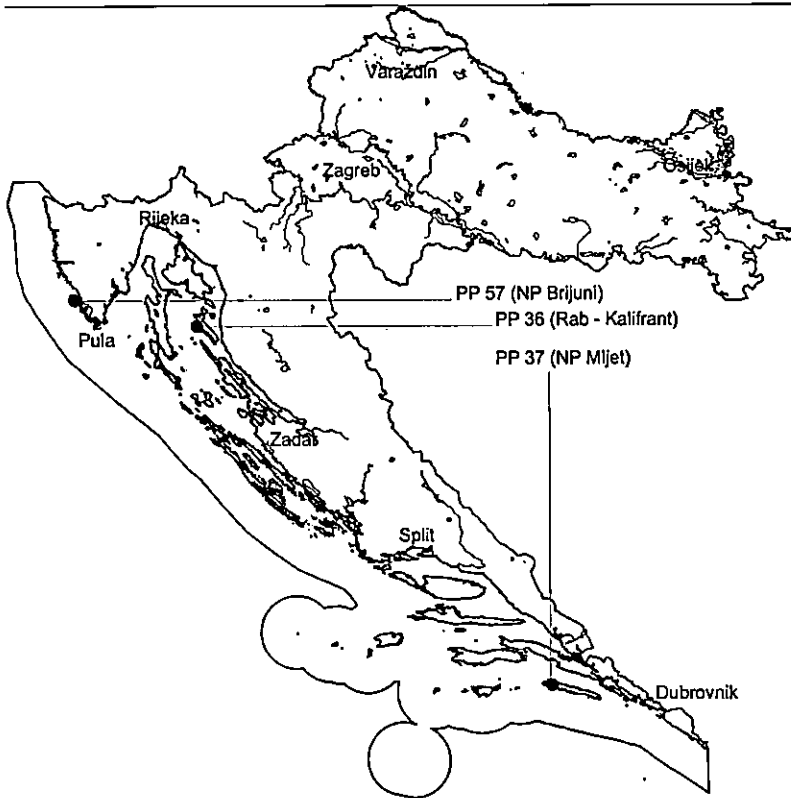 Varaždin
Osijek
Zagreb
Rijeka
PP 57 (NP Brijuni)
PP 36 (Rab - Kalifrant)
Pula
PP 37 (NP Mljet)
Zadar
Split
Dubrovnik